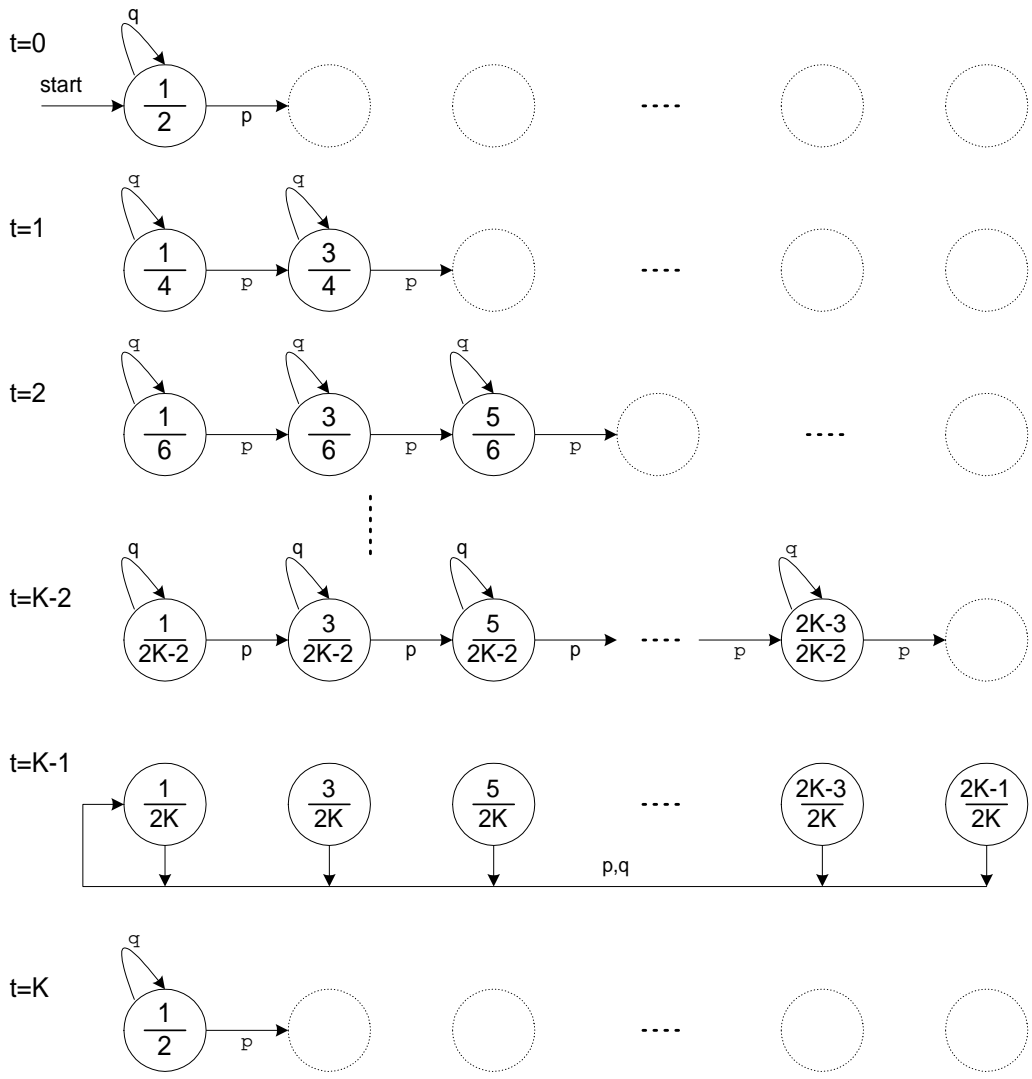 q
t=0
start
1
2
p
....
q q
t=1
1 3
4 4
p p
....
q q q
t=2
1 3 5
6 6 6
p p p
....
q q q q
t=K-2
1 3 5 2K-3
2K-2 2K-2 2K-2 2K-2
p p p .... p p
t=K-1
1 3 5 2K-3 2K-1
2K 2K 2K .... 2K 2K
p,q
q
t=K
1
2
p
....